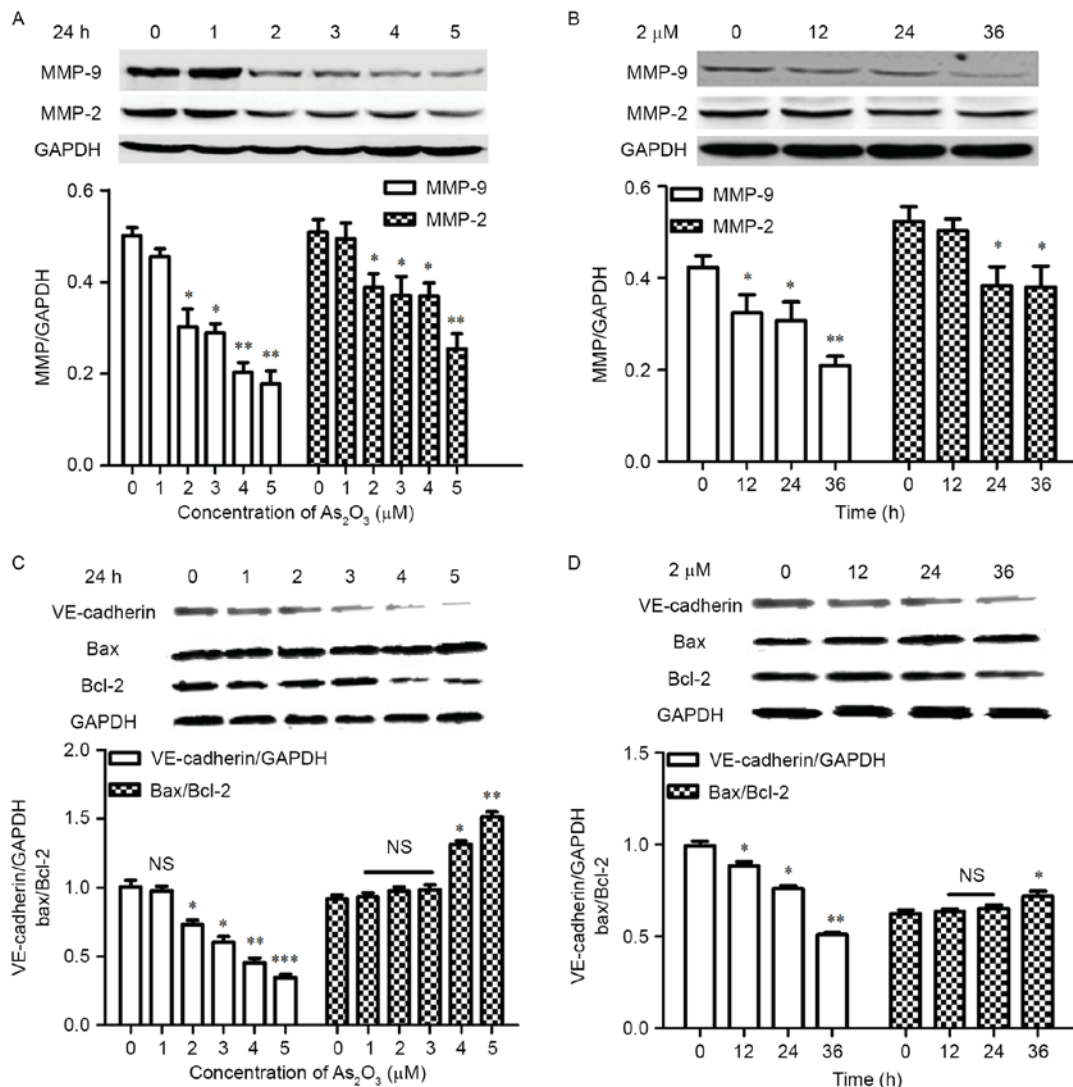 A
24 h 0 1 2 3 4 5
MMP-9
MMP-2
GAPDH
MMP-9
MMP-2
MMP/GAPDH
0.6
0.4
0.2
0.0
* * ** ** * * * **
0 1 2 3 4 5 0 1 2 3 4 5
Concentration of As₂O₃ (μM)
B
2 μM 0 12 24 36
MMP-9
MMP-2
GAPDH
MMP-9
MMP-2
MMP/GAPDH
0.6
0.4
0.2
0.0
* * ** * *
0 12 24 36 0 12 24 36
Time (h)
C
24 h 0 1 2 3 4 5
VE-cadherin
Bax
Bcl-2
GAPDH
VE-cadherin/GAPDH
Bax/Bcl-2
VE-cadherin/GAPDH
bax/Bcl-2
2.0
1.5
1.0
0.5
0.0
NS * * ** *** NS * **
0 1 2 3 4 5 0 1 2 3 4 5
Concentration of As₂O₃ (μM)
D
2 μM 0 12 24 36
VE-cadherin
Bax
Bcl-2
GAPDH
VE-cadherin/GAPDH
Bax/Bcl-2
VE-cadherin/GAPDH
bax/Bcl-2
1.5
1.0
0.5
0.0
* * ** NS *
0 12 24 36 0 12 24 36
Time (h)